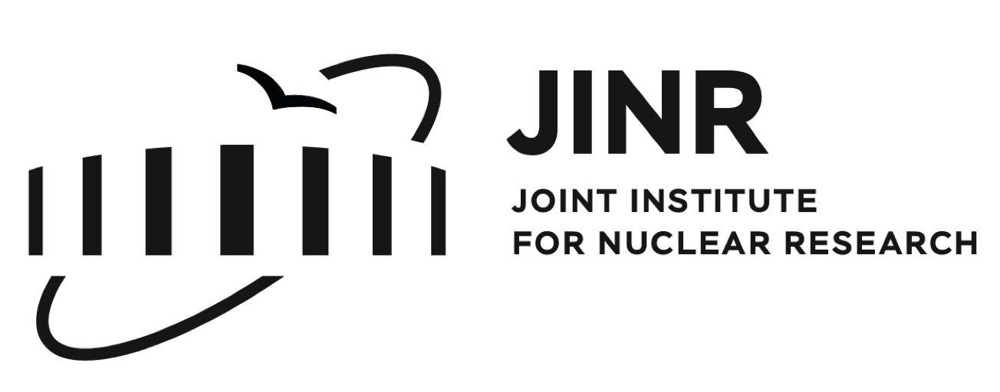 JINR
JOINT INSTITUTE
FOR NUCLEAR RESEARCH